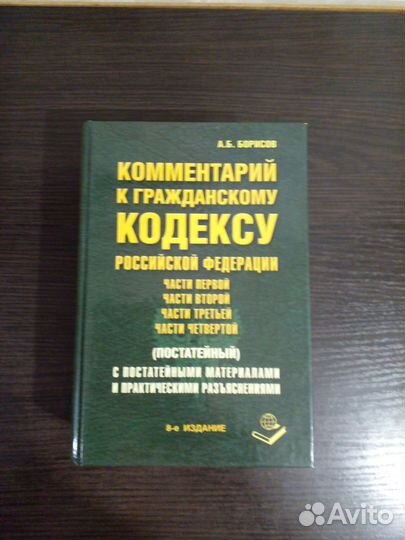 А.Б. БОРИСОВ
КОММЕНТАРИЙ
К ГРАЖДАНСКОМУ
КОДЕКСУ
РОССИЙСКОЙ ФЕДЕРАЦИИ
ЧАСТИ ПЕРВОЙ
ЧАСТИ ВТОРОЙ
ЧАСТИ ТРЕТЬЕЙ
ЧАСТИ ЧЕТВЕРТОЙ
(ПОСТАТЕЙНЫЙ)
С ПОСТАТЕЙНЫМИ МАТЕРИАЛАМИ
И ПРАКТИЧЕСКИМИ РАЗЪЯСНЕНИЯМИ
8-е ИЗДАНИЕ
Avito